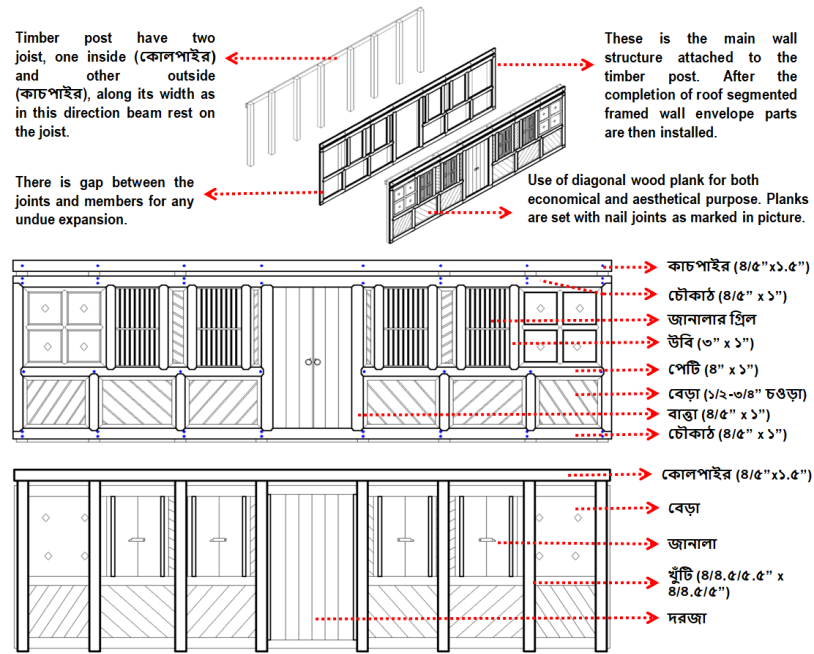 Timber post have two
joist, one inside (কোলপাইর)
and other outside
(কাচপাইর), along its width as
in this direction beam rest on
the joist.
These is the main wall
structure attached to the
timber post. After the
completion of roof segmented
framed wall envelope parts
are then installed.
There is gap between the
joints and members for any
undue expansion.
Use of diagonal wood plank for both
economical and aesthetical purpose. Planks
are set with nail joints as marked in picture.
কাচপাইর (৪/৫”x১.৫”)
চৌকাঠ (৪/৫” x ১”)
জানালার গ্রিল
উবি (৩” x ১”)
পেটি (৪” x ১”)
বেড়া (১/২-৩/৪” চওড়া)
বাত্তা (৪/৫” x ১”)
চৌকাঠ (৪/৫” x ১”)
কোলপাইর (৪/৫”x১.৫”)
বেড়া
জানালা
খুঁটি (৪/৪.৫/৫.৫” x
৪/৪.৫/৫”)
দরজা